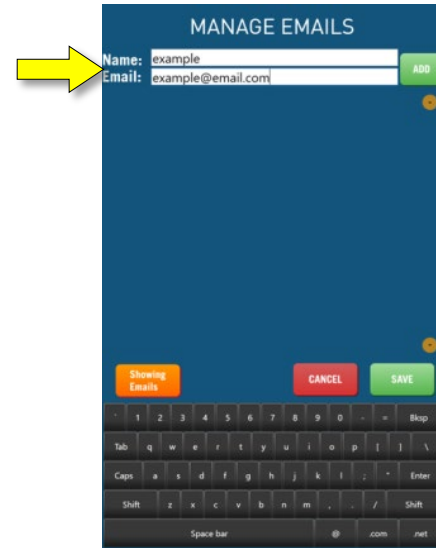 MANAGE EMAILS
Name: example
ADD
Email: example@email.com
Showing
Emails
CANCEL
SAVE
` 1 2 3 4 5 6 7 8 9 0 - = Bksp
Tab q w e r t y u i o p [ ] \
Caps a s d f g h j k l ; ' Enter
Shift z x c v b n m , . / Shift
Space bar @ .com .net